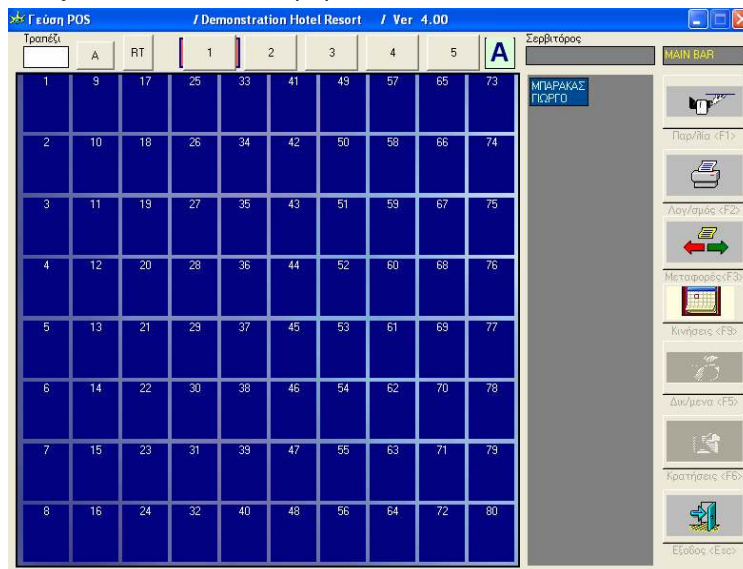 Γεύση POS / Demonstration Hotel Resort / Ver 4.00
Τραπέζι
Σερβιτόρος
A RT 1 2 3 4 5 A
MAIN BAR
1 9 17 25 33 41 49 57 65 73
ΜΠΑΡΑΚΑΣ
ΓΙΩΡΓΟ
Παρ/λία <F1>
2 10 18 26 34 42 50 58 66 74
3 11 19 27 35 43 51 59 67 75
Λογ/σμός <F2>
4 12 20 28 36 44 52 60 68 76
Μεταφορές<F3>
5 13 21 29 37 45 53 61 69 77
Κινήσεις <F9>
6 14 22 30 38 46 54 62 70 78
Δικ/μενα <F5>
7 15 23 31 39 47 55 63 71 79
Κρατήσεις <F6>
8 16 24 32 40 48 56 64 72 80
Εξοδος <Esc>